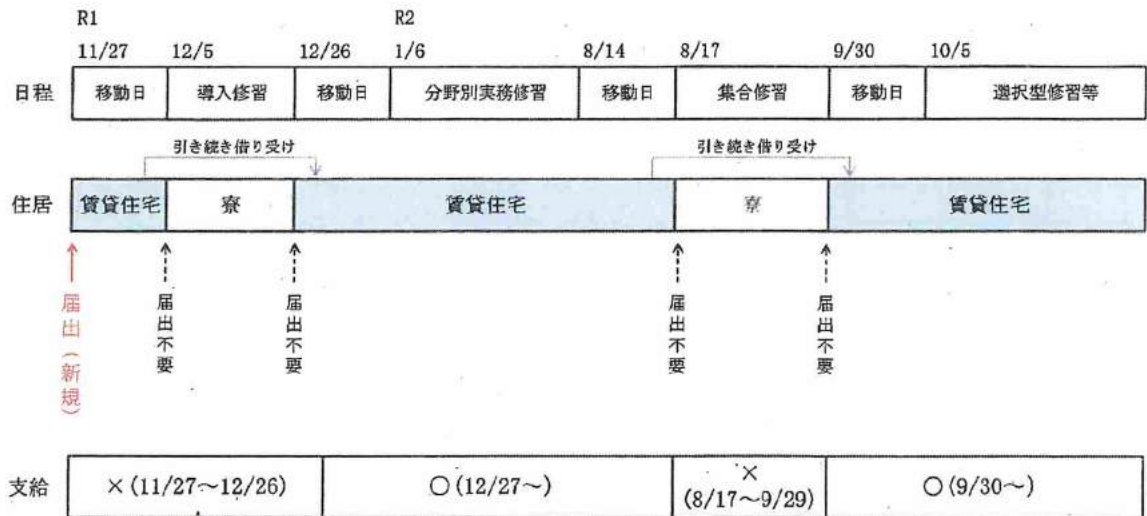 R1
R2
11/27
12/5
12/26
1/6
8/14
8/17
9/30
10/5
日程
移動日
導入修習
移動日
分野別実務修習
移動日
集合修習
移動日
選択型修習等
引き続き借り受け
引き続き借り受け
住居
賃貸住宅
寮
賃貸住宅
寮
賃貸住宅
届出(新規)
届出不要
届出不要
届出不要
届出不要
支給
×(11/27～12/26)
○(12/27～)
×
(8/17～9/29)
○(9/30～)